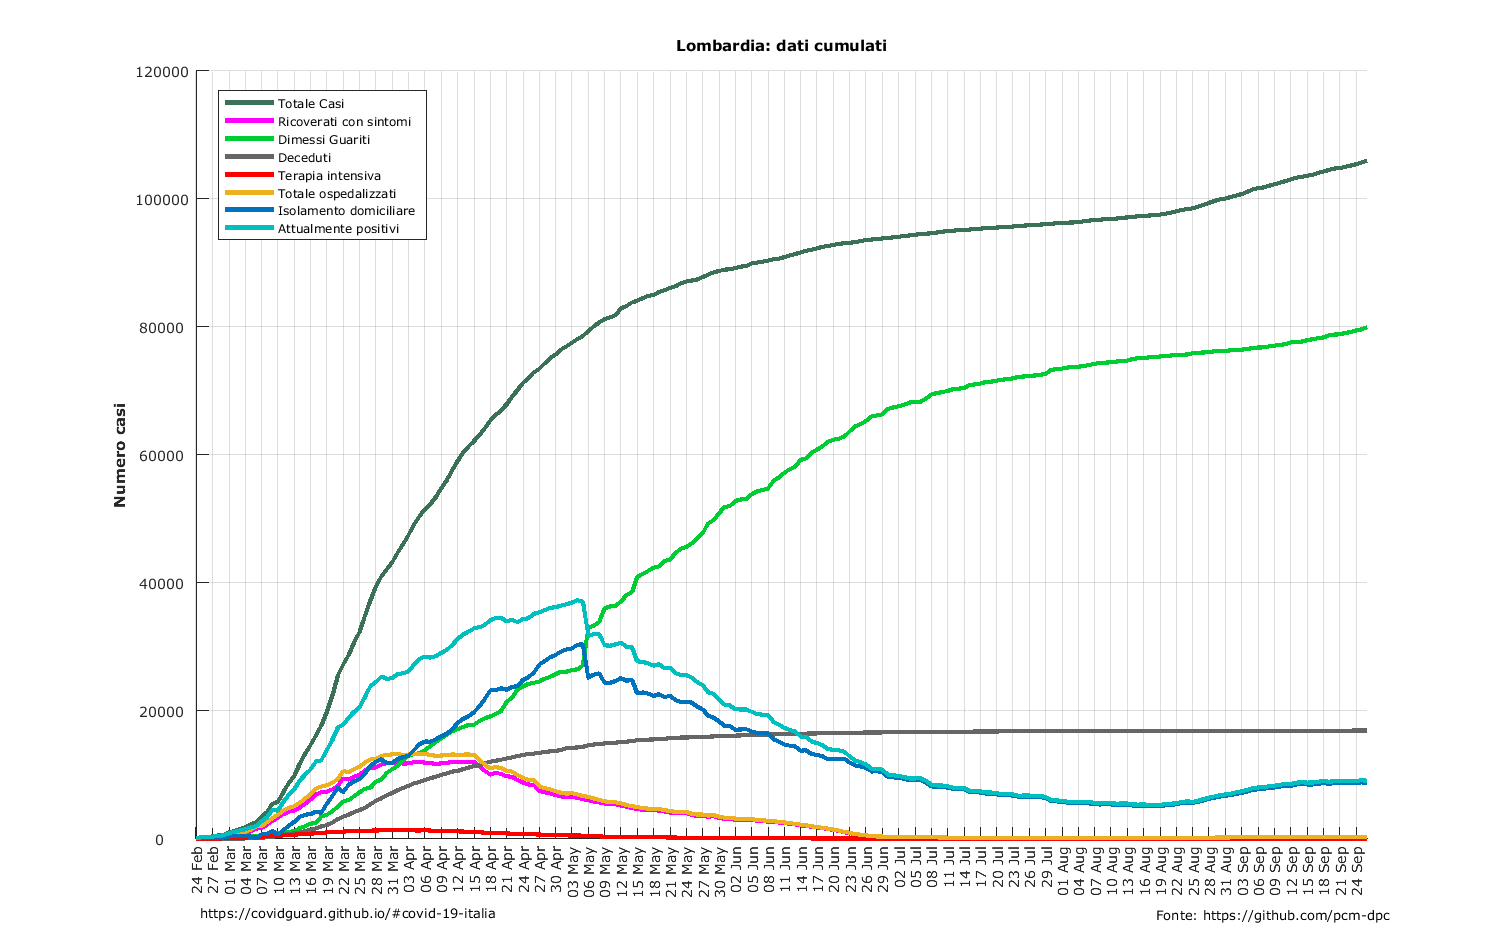 Lombardia: dati cumulati
120000
100000
80000
60000
40000
20000
0
Numero casi
Totale Casi
Ricoverati con sintomi
Dimessi Guariti
Deceduti
Terapia intensiva
Totale ospedalizzati
Isolamento domiciliare
Attualmente positivi
24 Feb
27 Feb
01 Mar
04 Mar
07 Mar
10 Mar
13 Mar
16 Mar
19 Mar
22 Mar
25 Mar
28 Mar
31 Mar
03 Apr
06 Apr
09 Apr
12 Apr
15 Apr
18 Apr
21 Apr
24 Apr
27 Apr
30 Apr
03 May
06 May
09 May
12 May
15 May
18 May
21 May
24 May
27 May
30 May
02 Jun
05 Jun
08 Jun
11 Jun
14 Jun
17 Jun
20 Jun
23 Jun
26 Jun
29 Jun
02 Jul
05 Jul
08 Jul
11 Jul
14 Jul
17 Jul
20 Jul
23 Jul
26 Jul
29 Jul
01 Aug
04 Aug
07 Aug
10 Aug
13 Aug
16 Aug
19 Aug
22 Aug
25 Aug
28 Aug
31 Aug
03 Sep
06 Sep
09 Sep
12 Sep
15 Sep
18 Sep
21 Sep
24 Sep
https://covidguard.github.io/#covid-19-italia
Fonte: https://github.com/pcm-dpc